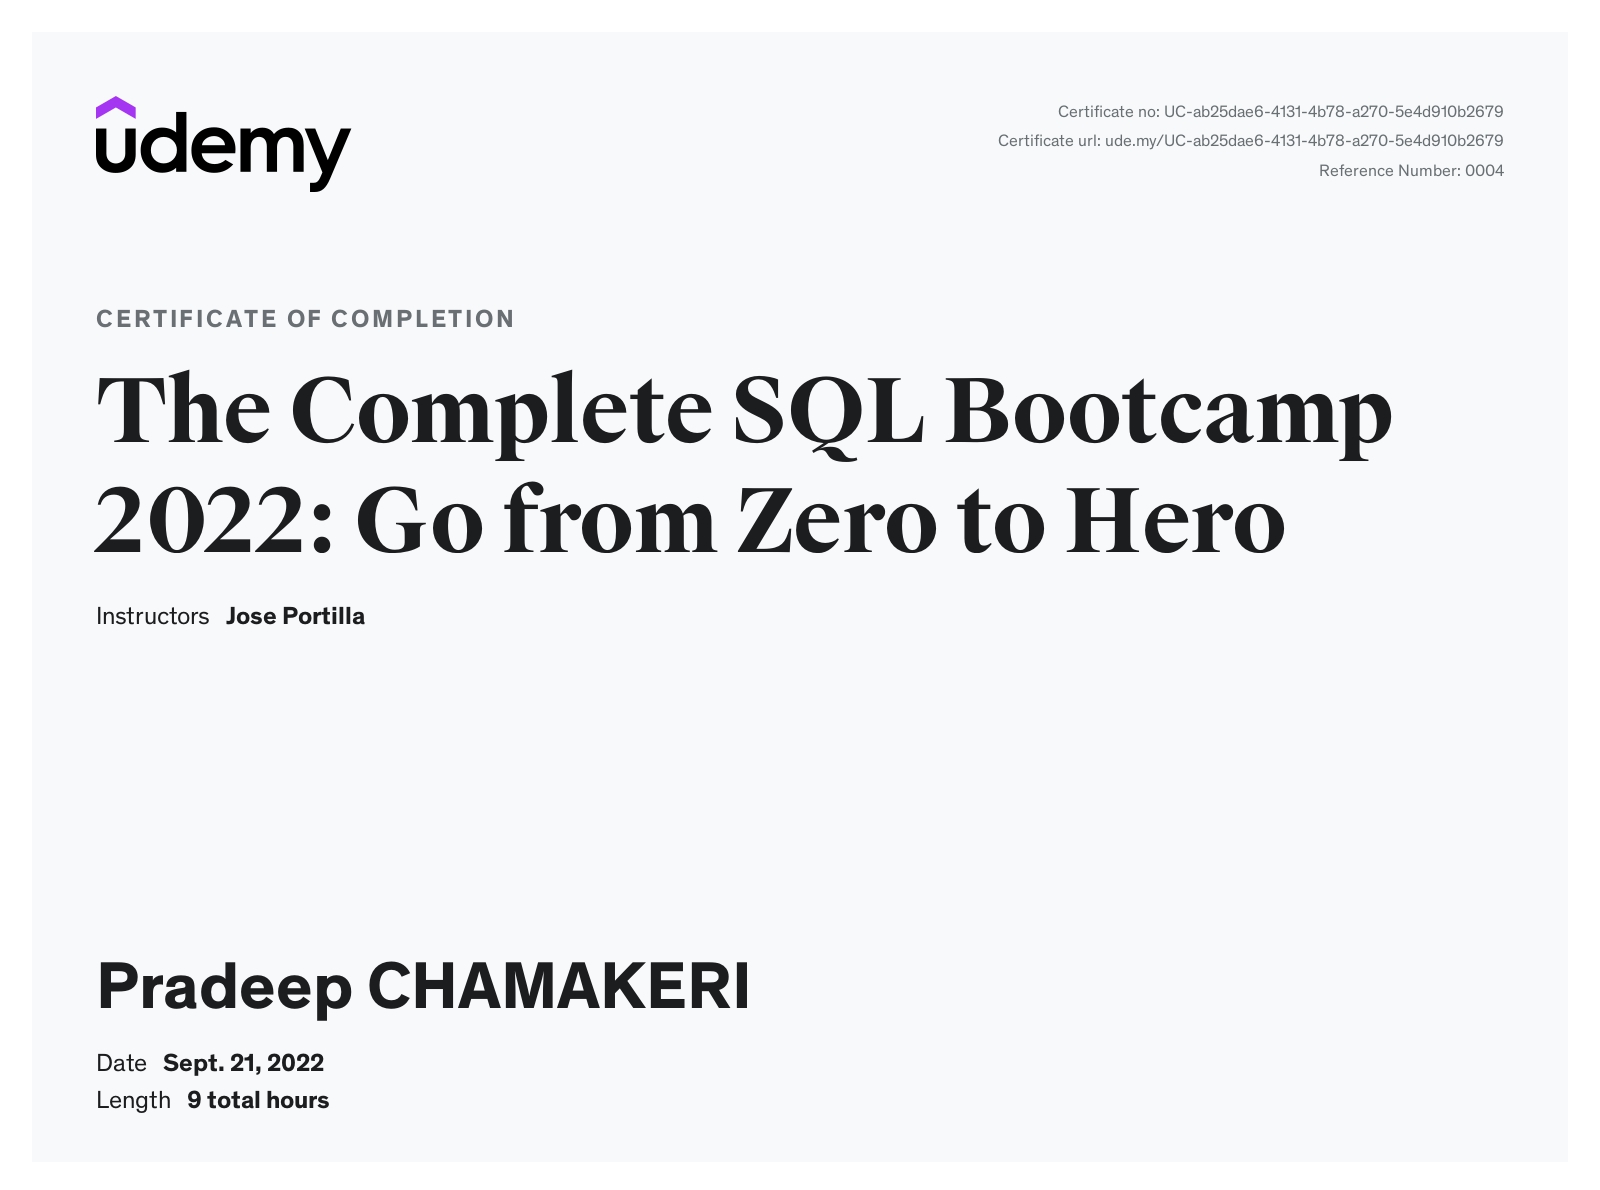 udemy
Certificate no: UC-ab25dae6-4131-4b78-a270-5e4d910b2679
Certificate url: ude.my/UC-ab25dae6-4131-4b78-a270-5e4d910b2679
Reference Number: 0004
CERTIFICATE OF COMPLETION
The Complete SQL Bootcamp
2022: Go from Zero to Hero
Instructors Jose Portilla
Pradeep CHAMAKERI
Date Sept. 21, 2022
Length 9 total hours